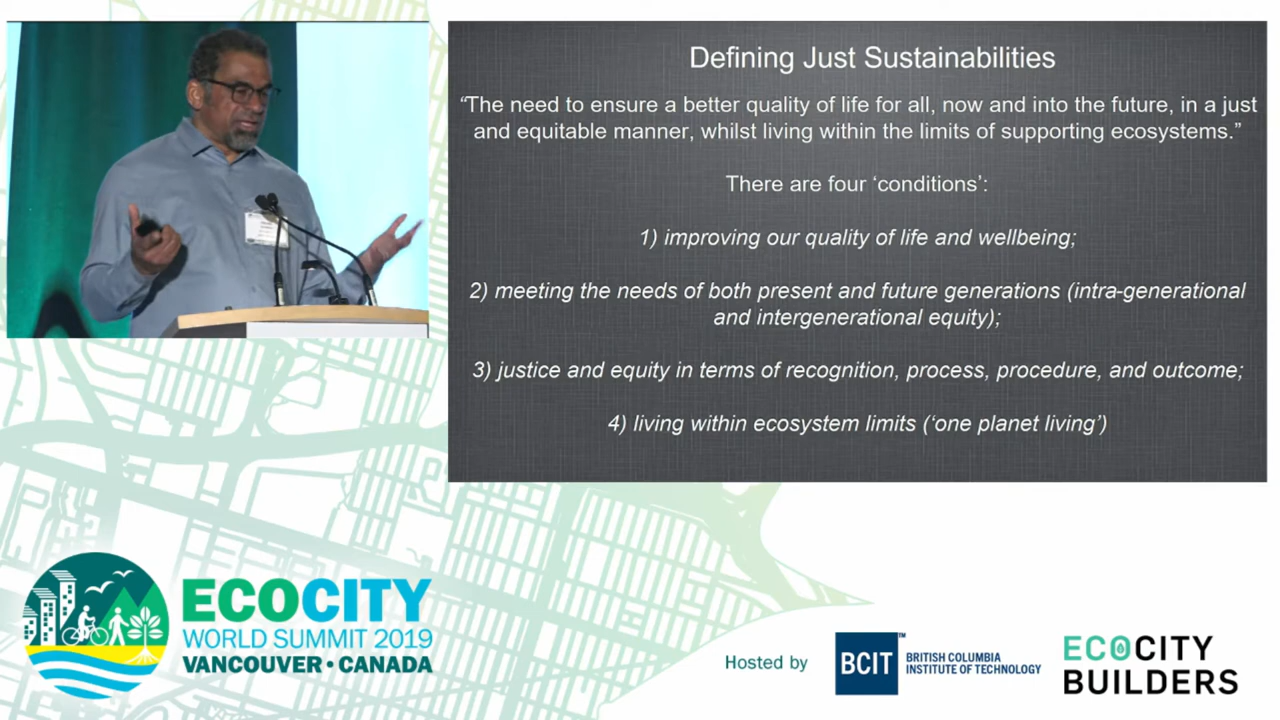 Defining Just Sustainabilities
“The need to ensure a better quality of life for all, now and into the future, in a just
and equitable manner, whilst living within the limits of supporting ecosystems.”
There are four ‘conditions’:
1) improving our quality of life and wellbeing;
2) meeting the needs of both present and future generations (intra-generational
and intergenerational equity);
3) justice and equity in terms of recognition, process, procedure, and outcome;
4) living within ecosystem limits (‘one planet living’)
ECOCITY
WORLD SUMMIT 2019
VANCOUVER • CANADA
Hosted by
BCIT™
BRITISH COLUMBIA
INSTITUTE OF TECHNOLOGY
ECOCITY
BUILDERS